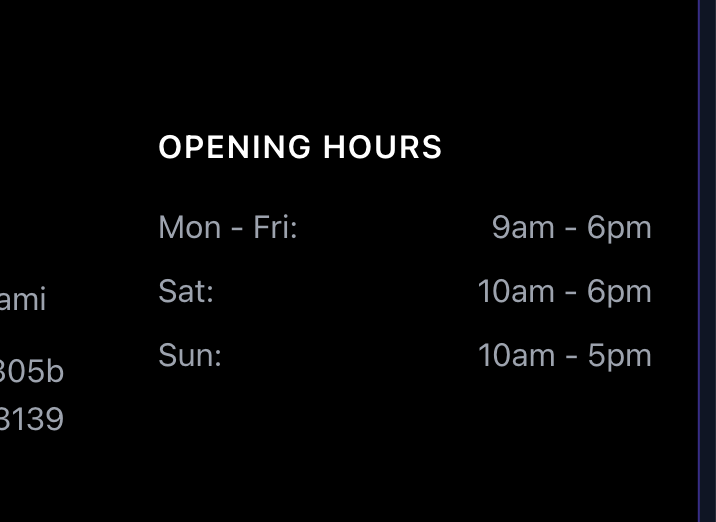 ami
305b
3139
OPENING HOURS
Mon - Fri: 9am - 6pm
Sat: 10am - 6pm
Sun: 10am - 5pm